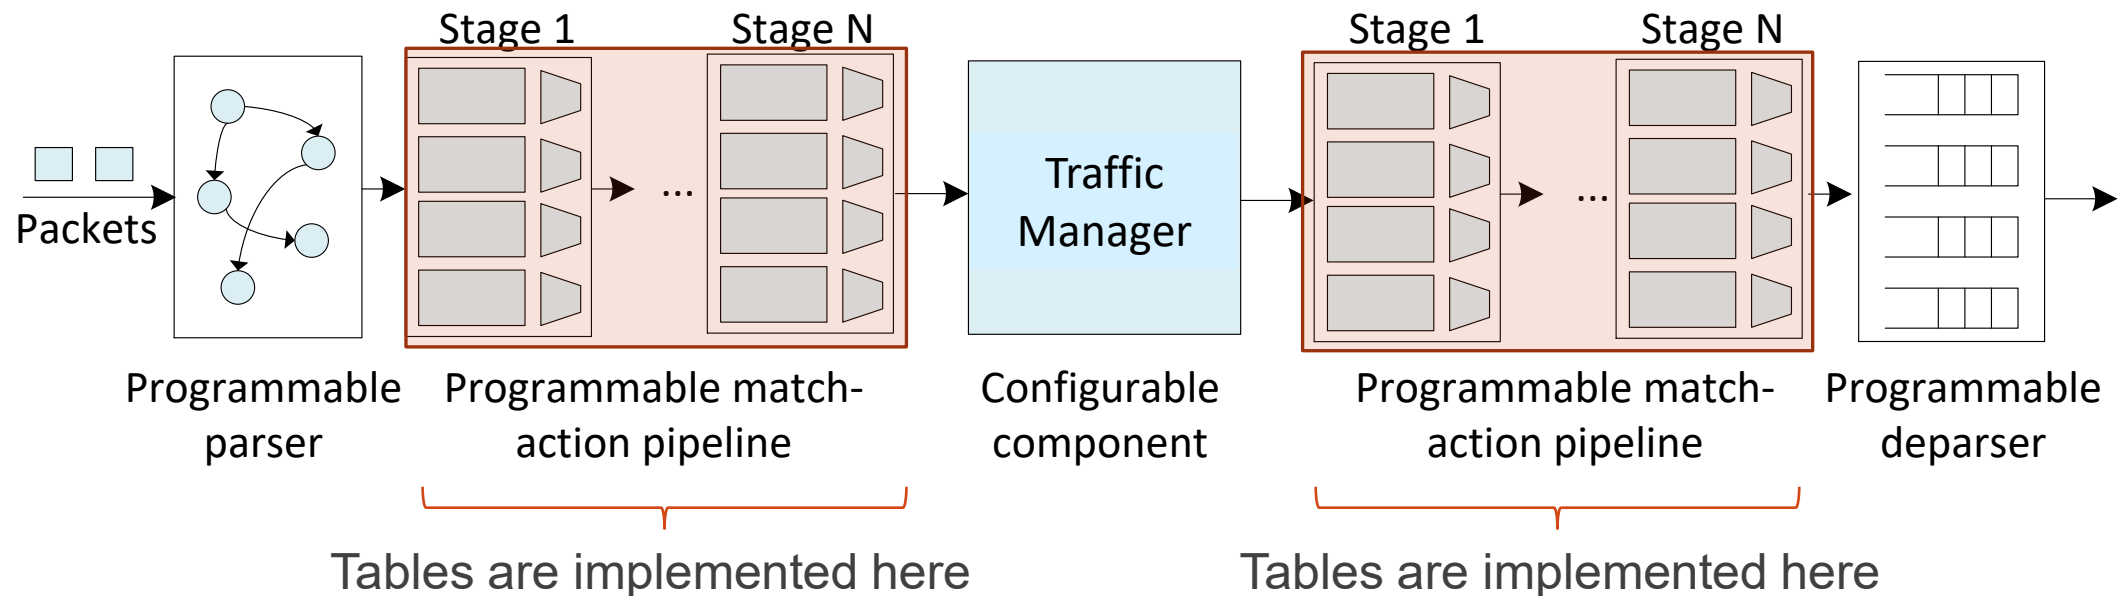 Stage 1
Stage N
Stage 1
Stage N
Packets
...
Traffic
Manager
...
Programmable
parser
Programmable match-
action pipeline
Configurable
component
Programmable match-
action pipeline
Programmable
deparser
Tables are implemented here
Tables are implemented here